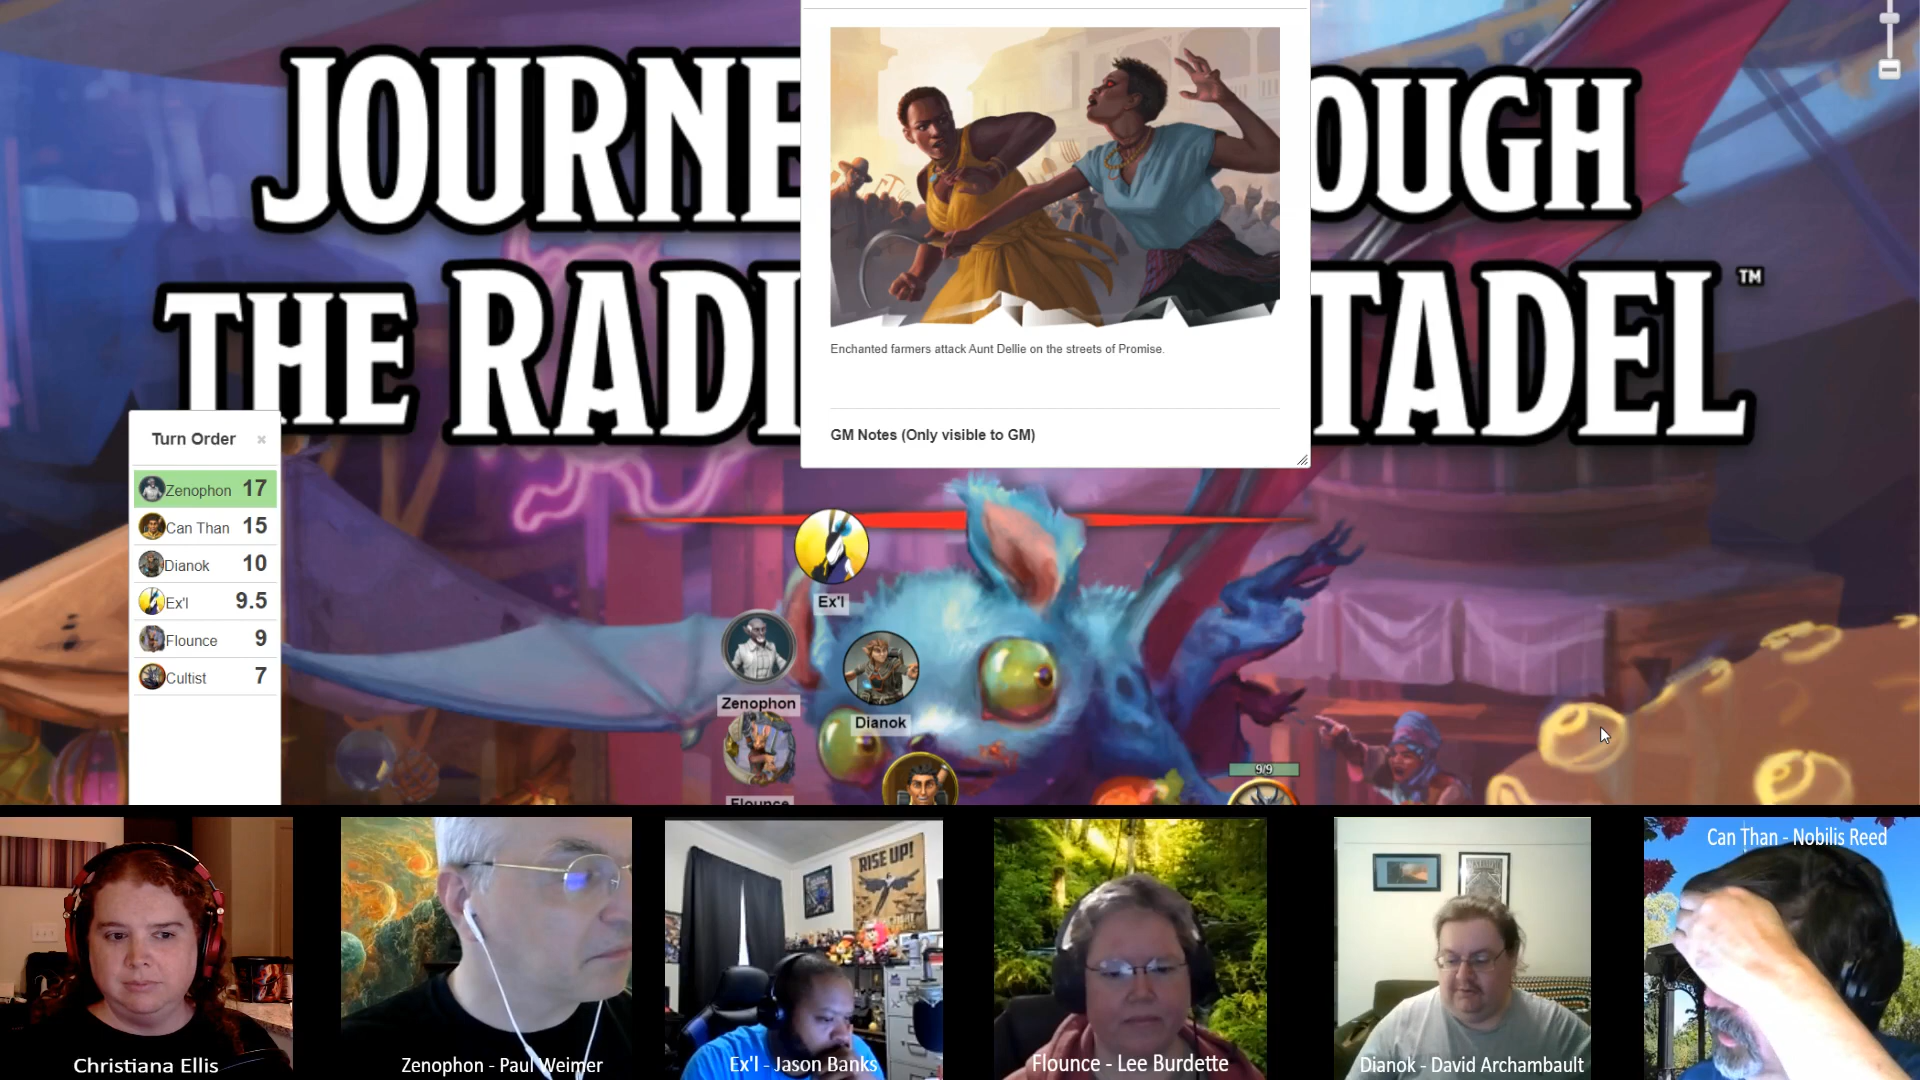 JOURNE OUGH
THE RADI TADEL™
Enchanted farmers attack Aunt Dellie on the streets of Promise.
GM Notes (Only visible to GM)
Turn Order ×
Zenophon 17
Can Than 15
Dianok 10
Ex'l 9.5
Flounce 9
Cultist 7
Ex'l
Zenophon
Dianok
Flounce
9/9
RISE UP!
Christiana Ellis
Zenophon - Paul Weimer
Ex'l - Jason Banks
Flounce - Lee Burdette
Dianok - David Archambault
Can Than - Nobilis Reed